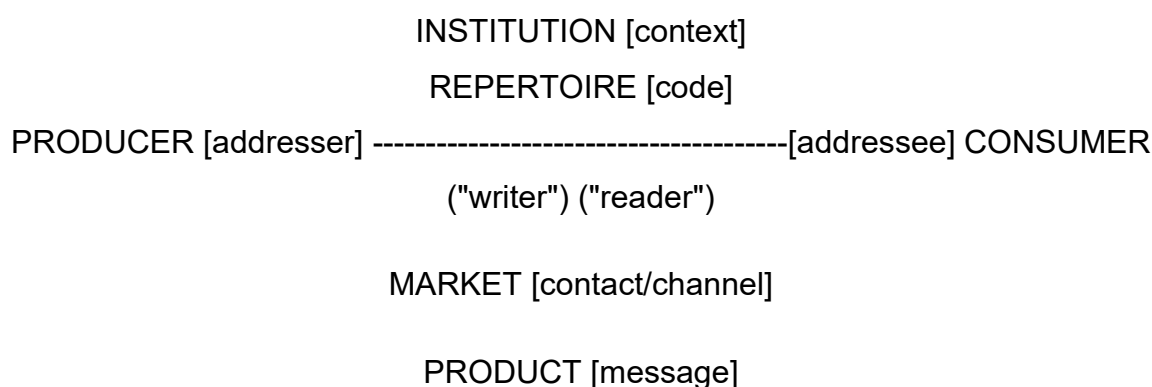 INSTITUTION [context]
REPERTOIRE [code]
PRODUCER [addresser] ---------------------------------------[addressee] CONSUMER
("writer") ("reader")
MARKET [contact/channel]
PRODUCT [message]